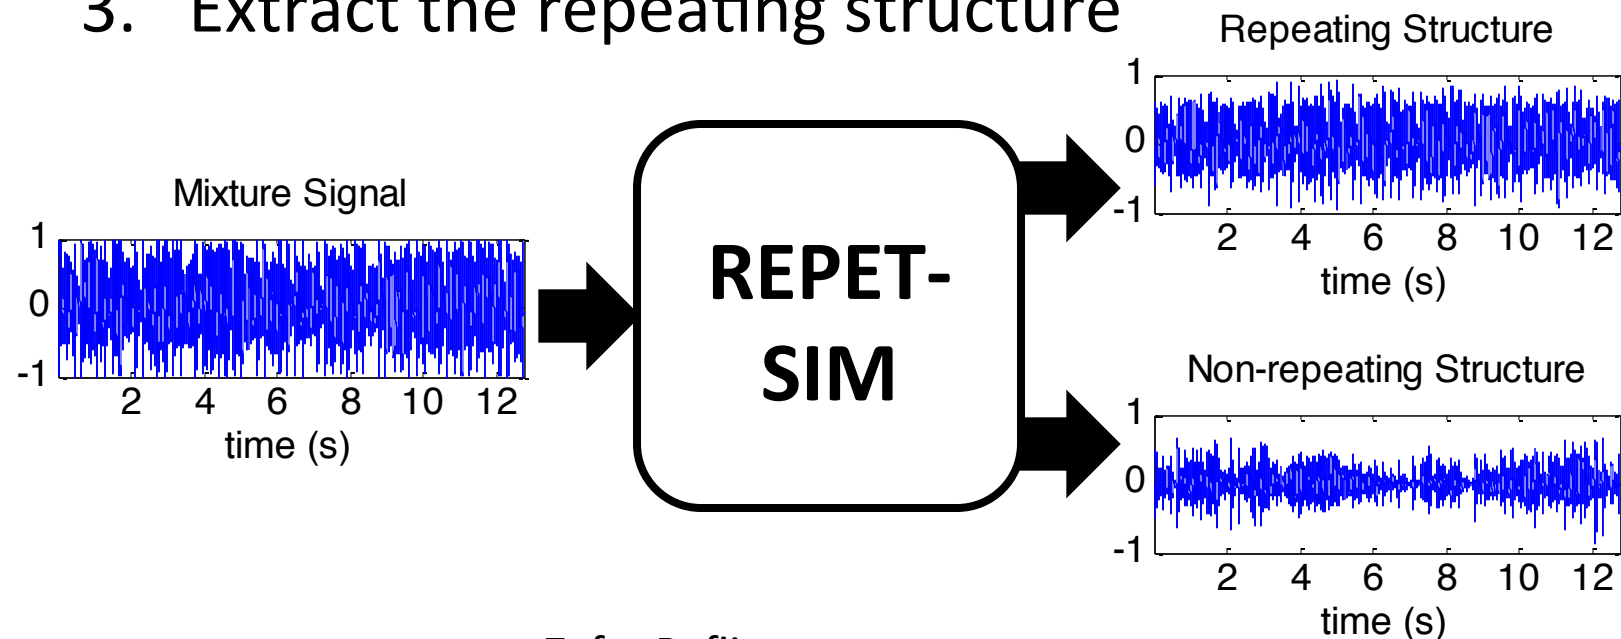 3. Extract the repeating structure
Mixture Signal
1
0
-1
2 4 6 8 10 12
time (s)
REPET-
SIM
Repeating Structure
1
0
-1
2 4 6 8 10 12
time (s)
Non-repeating Structure
1
0
-1
2 4 6 8 10 12
time (s)